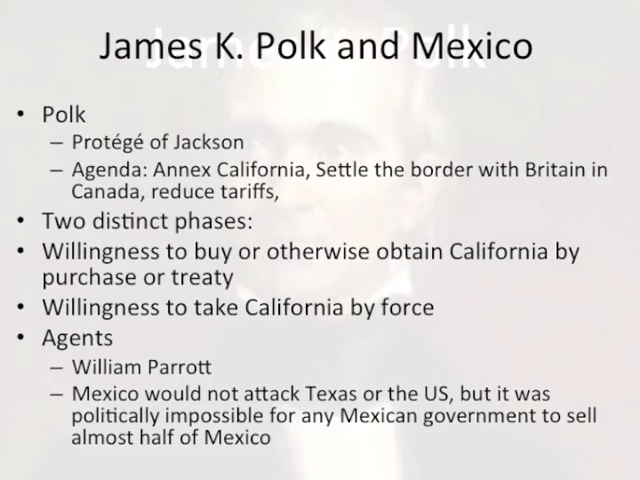 James K. Polk and Mexico
• Polk
– Protégé of Jackson
– Agenda: Annex California, Settle the border with Britain in
Canada, reduce tariffs,
• Two distinct phases:
• Willingness to buy or otherwise obtain California by
purchase or treaty
• Willingness to take California by force
• Agents
– William Parrott
– Mexico would not attack Texas or the US, but it was
politically impossible for any Mexican government to sell
almost half of Mexico